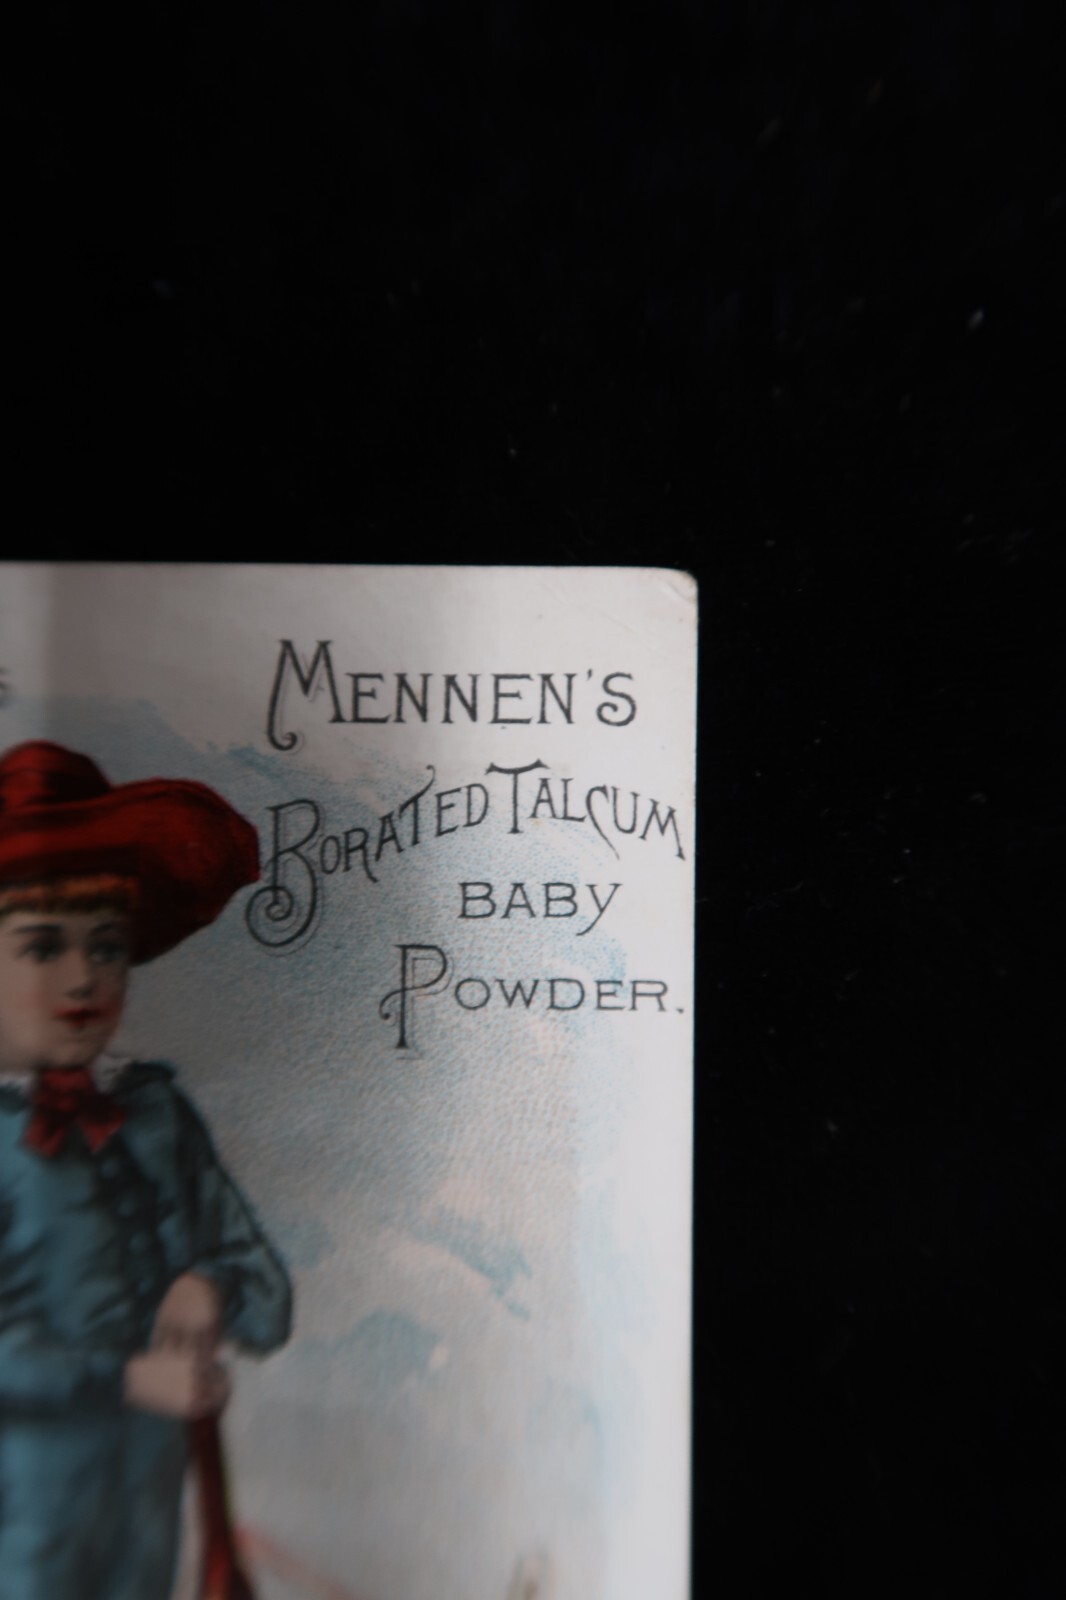 MENNEN'S
BORATED TALCUM
BABY
POWDER.